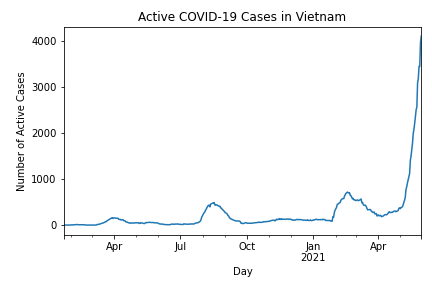 Active COVID-19 Cases in Vietnam
4000
3000
2000
1000
0
Number of Active Cases
Apr
Jul
Oct
Jan
2021
Apr
Day